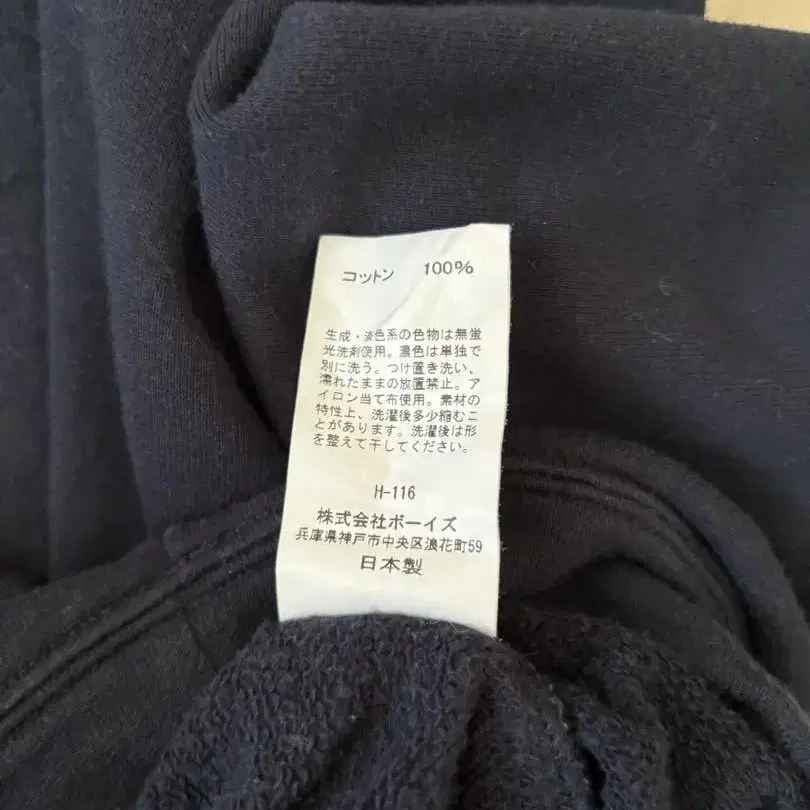 コットン 100%
生成・淡色系の色物は無蛍
光洗剤使用。濃色は単独で
別に洗う。つけ置き洗い、
濡れたままの放置禁止。ア
イロン当て布使用。素材の
特性上、洗濯後多少縮むこ
とがあります。洗濯後は形
を整えて干してください。
H-116
株式会社ボーイズ
兵庫県神戸市中央区浪花町59
日本製